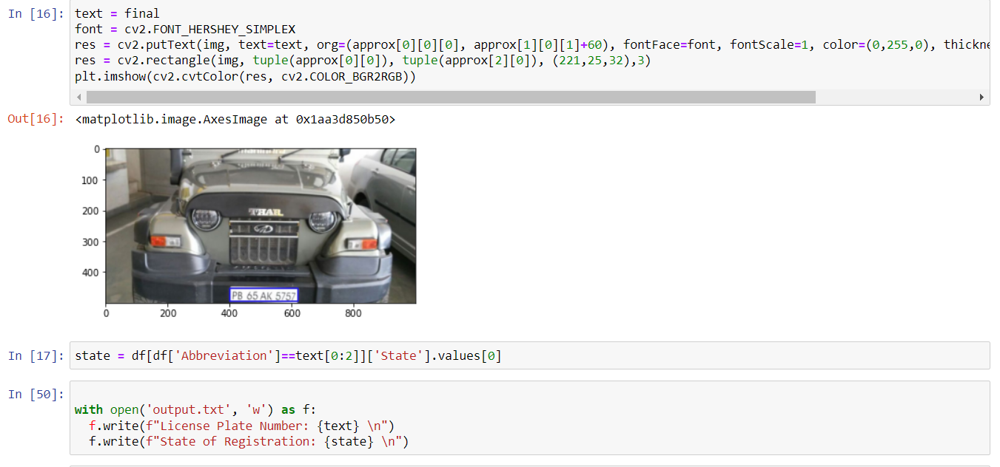 In [16]:
text = final
font = cv2.FONT_HERSHEY_SIMPLEX
res = cv2.putText(img, text=text, org=(approx[0][0][0], approx[1][0][1]+60), fontFace=font, fontScale=1, color=(0,255,0), thickne
res = cv2.rectangle(img, tuple(approx[0][0]), tuple(approx[2][0]), (221,25,32),3)
plt.imshow(cv2.cvtColor(res, cv2.COLOR_BGR2RGB))
Out[16]: <matplotlib.image.AxesImage at 0x1aa3d850b50>
0
100
200
300
400
THAR
PB 65 AK 5757
0 200 400 600 800
In [17]: state = df[df['Abbreviation']==text[0:2]]['State'].values[0]
In [50]:
with open('output.txt', 'w') as f:
  f.write(f"License Plate Number: {text} \n")
  f.write(f"State of Registration: {state} \n")